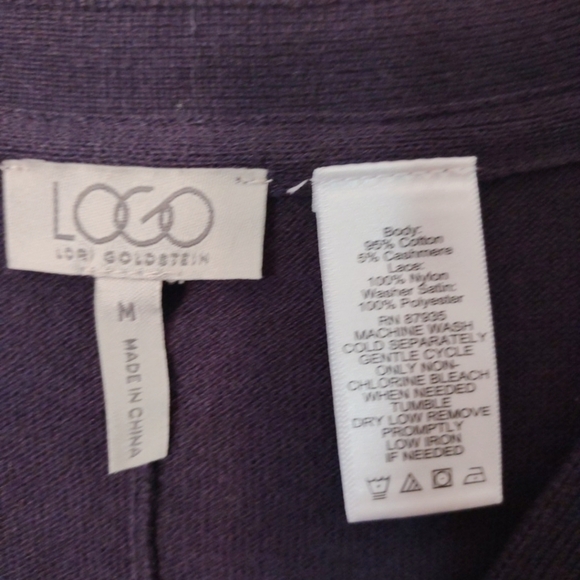 LOGO
LORI GOLDSTEIN
M
MADE IN CHINA
Body:
95% Cotton
5% Cashmere
Lace:
100% Nylon
Washer Satin:
100% Polyester
RN 87935
MACHINE WASH
COLD SEPARATELY
GENTLE CYCLE
ONLY NON-
CHLORINE BLEACH
WHEN NEEDED
TUMBLE
DRY LOW REMOVE
PROMPTLY
LOW IRON
IF NEEDED